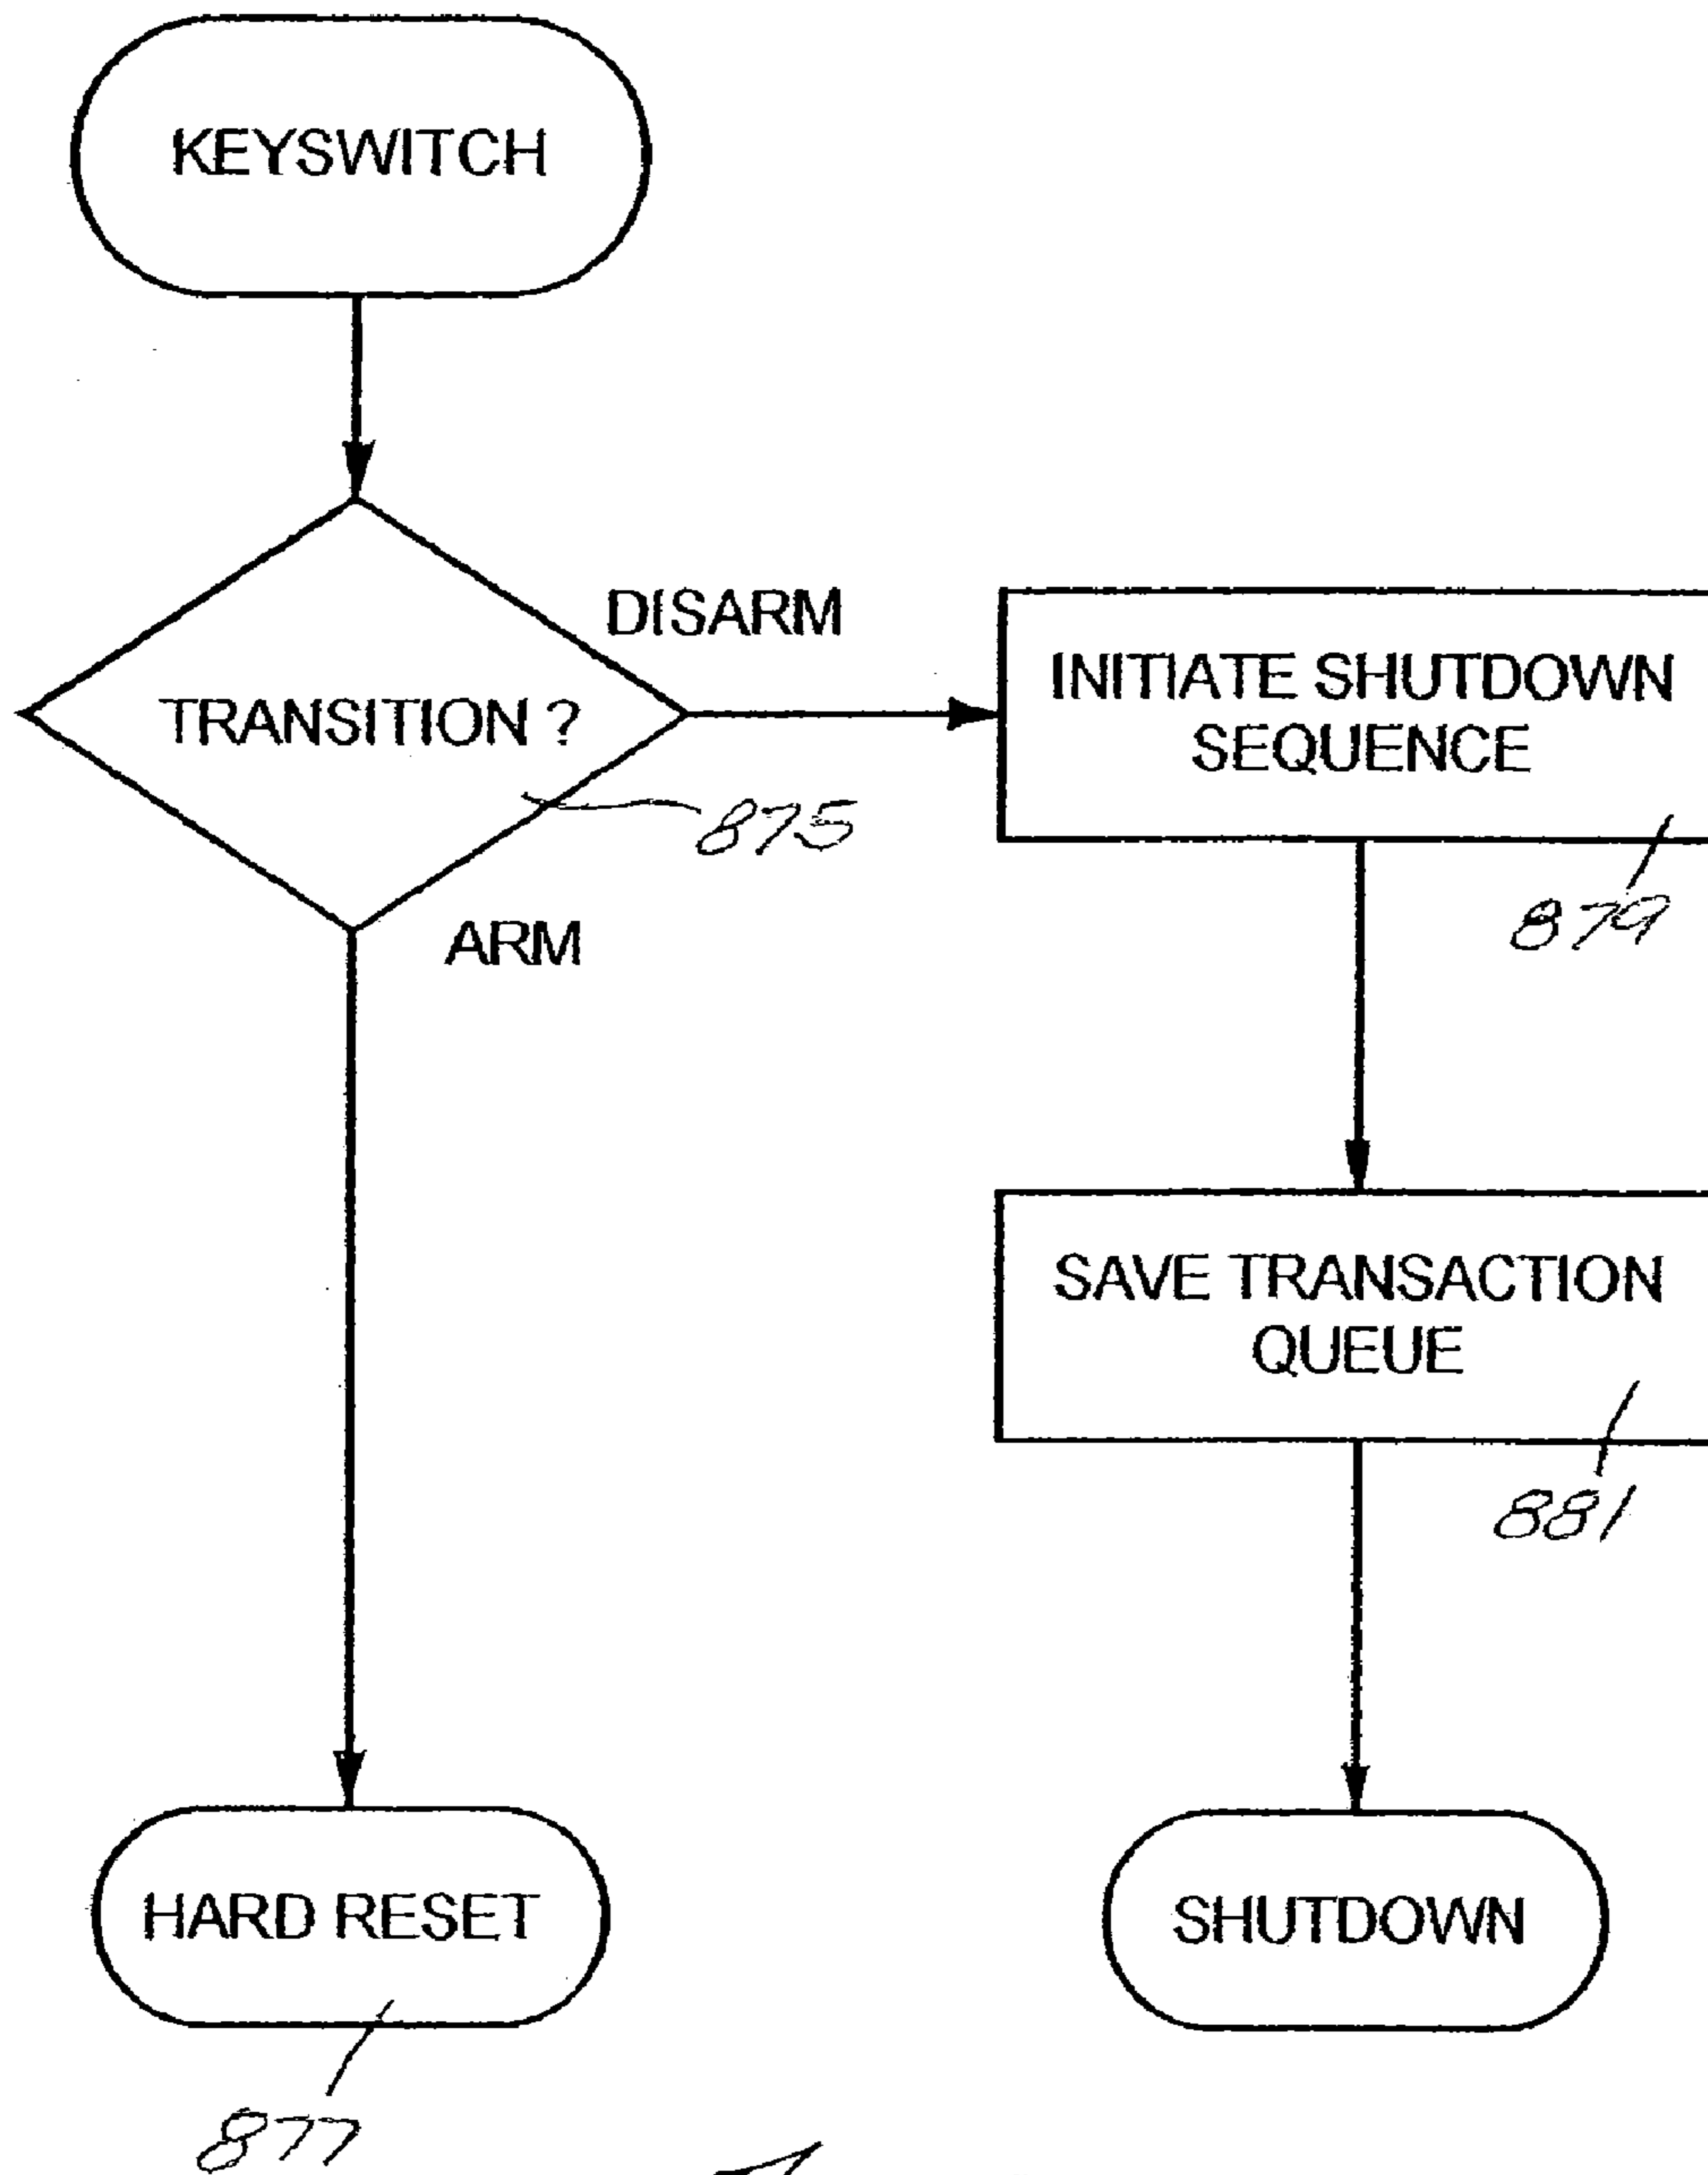 KEYSWITCH
DISARM
TRANSITION ?
INITIATE SHUTDOWN
SEQUENCE
875
879
ARM
SAVE TRANSACTION
QUEUE
881
HARD RESET
SHUTDOWN
877